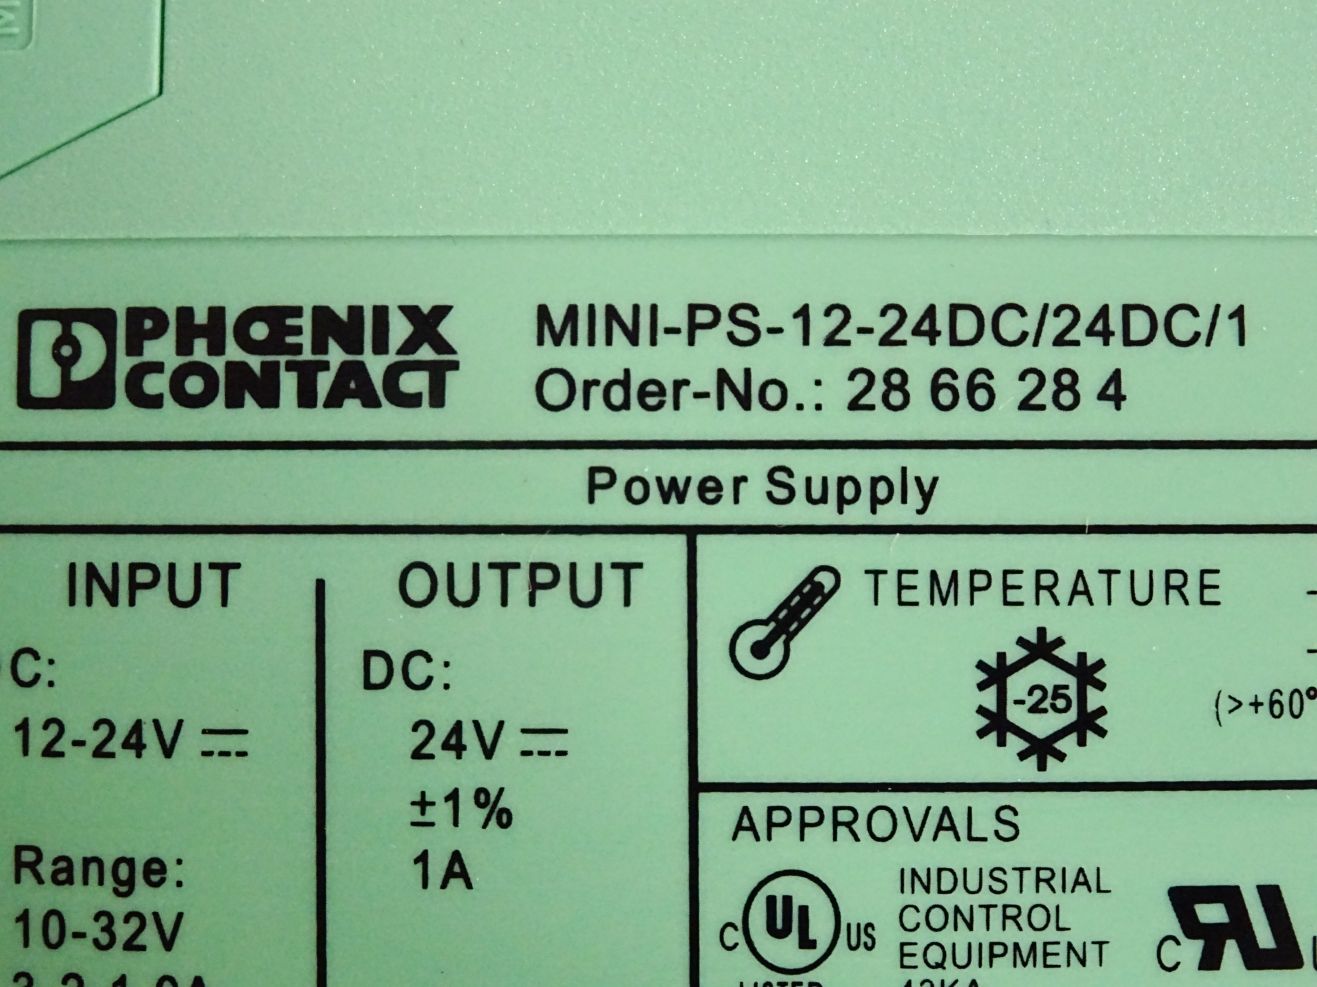 PHŒNIX
CONTACT
MINI-PS-12-24DC/24DC/1
Order-No.: 28 66 28 4
Power Supply
INPUT
C:
12-24V
Range:
10-32V
OUTPUT
DC:
24V
±1%
1A
TEMPERATURE
-25
(>+60°
APPROVALS
C UL US
INDUSTRIAL
CONTROL
EQUIPMENT
C